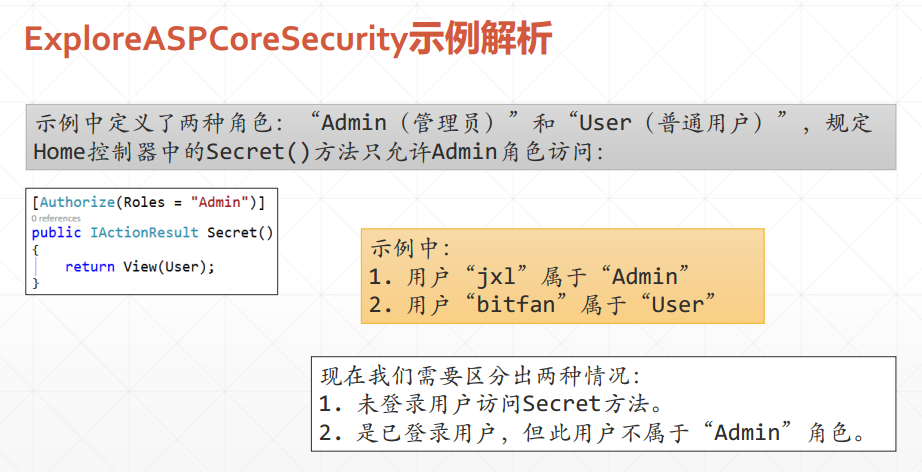 ExploreASPCoreSecurity示例解析
示例中定义了两种角色：“Admin（管理员）”和“User（普通用户）”，规定
Home控制器中的Secret()方法只允许Admin角色访问：
[Authorize(Roles = "Admin")]
0 references
public IActionResult Secret()
{
return View(User);
}
示例中：
1. 用户“jxl”属于“Admin”
2. 用户“bitfan”属于“User”
现在我们需要区分出两种情况：
1. 未登录用户访问Secret方法。
2. 是已登录用户，但此用户不属于“Admin”角色。